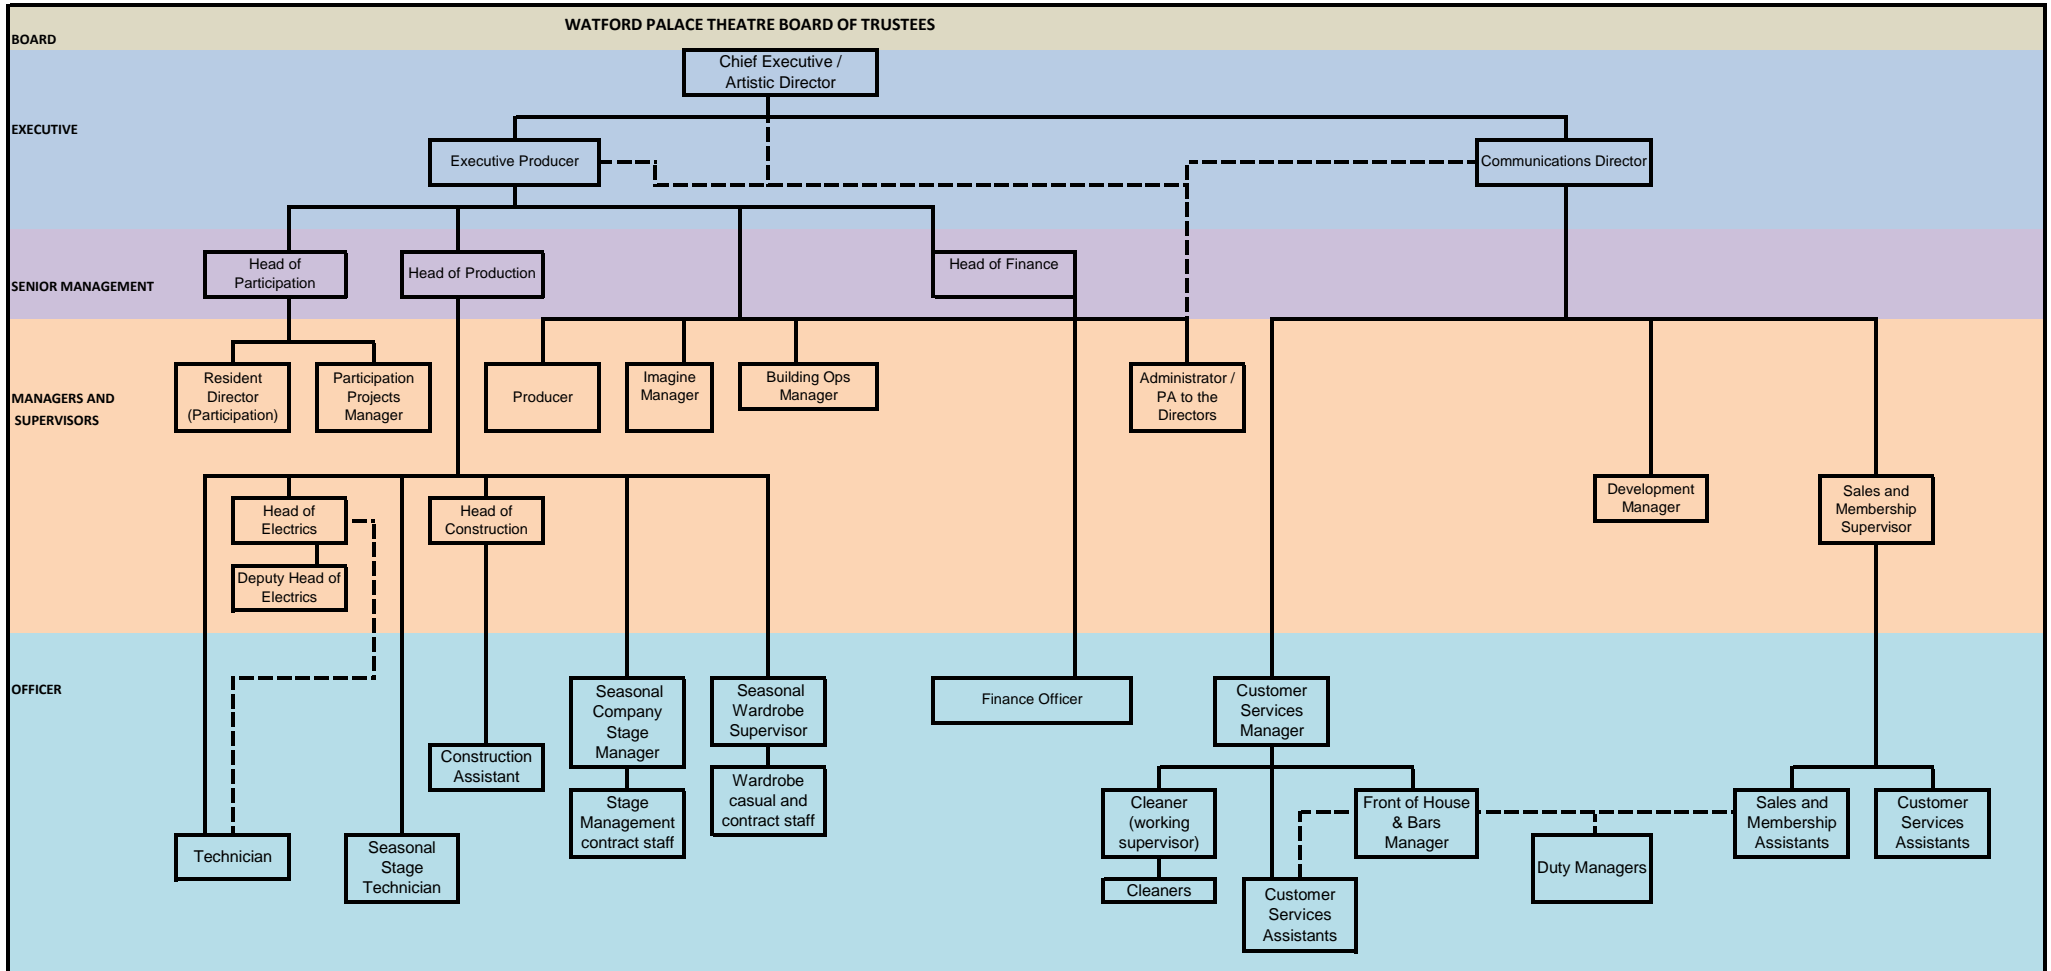 WATFORD PALACE THEATRE BOARD OF TRUSTEES
BOARD
Chief Executive /
Artistic Director
EXECUTIVE
Executive Producer
Communications Director
SENIOR MANAGEMENT
Head of
Participation
Head of Production
Head of Finance
MANAGERS AND
SUPERVISORS
Resident
Director
(Participation)
Participation
Projects
Manager
Producer
Imagine
Manager
Building Ops
Manager
Administrator /
PA to the
Directors
Head of
Electrics
Head of
Construction
Development
Manager
Sales and
Membership
Supervisor
Deputy Head of
Electrics
OFFICER
Seasonal
Company
Stage
Manager
Seasonal
Wardrobe
Supervisor
Finance Officer
Customer
Services
Manager
Construction
Assistant
Stage
Management
contract staff
Wardrobe
casual and
contract staff
Cleaner
(working
supervisor)
Front of House
& Bars
Manager
Sales and
Membership
Assistants
Customer
Services
Assistants
Technician
Seasonal
Stage
Technician
Duty Managers
Cleaners
Customer
Services
Assistants